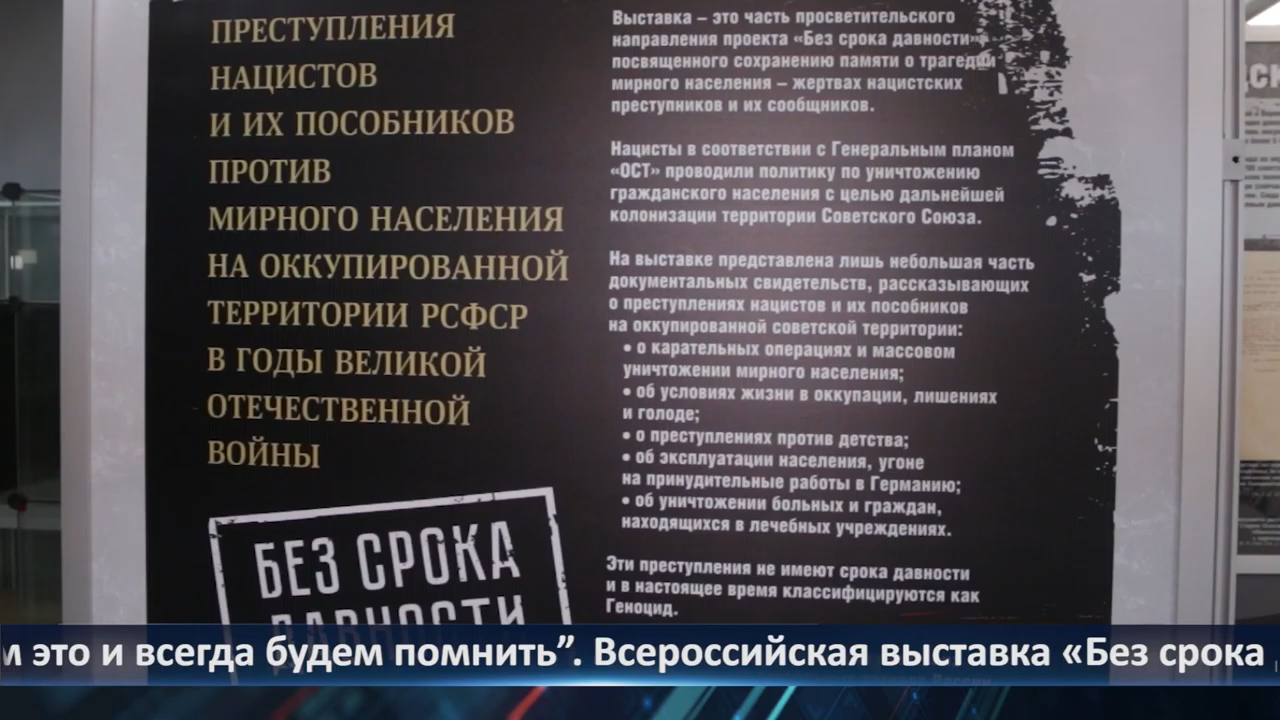 ПРЕСТУПЛЕНИЯ
НАЦИСТОВ
И ИХ ПОСОБНИКОВ
ПРОТИВ
МИРНОГО НАСЕЛЕНИЯ
НА ОККУПИРОВАННОЙ
ТЕРРИТОРИИ РСФСР
В ГОДЫ ВЕЛИКОЙ
ОТЕЧЕСТВЕННОЙ
ВОЙНЫ
БЕЗ СРОКА
ДАВНОСТИ
Выставка – это часть просветительского
направления проекта «Без срока давности»,
посвященного сохранению памяти о трагедии
мирного населения – жертвах нацистских
преступников и их сообщников.
Нацисты в соответствии с Генеральным планом
«ОСТ» проводили политику по уничтожению
гражданского населения с целью дальнейшей
колонизации территории Советского Союза.
На выставке представлена лишь небольшая часть
документальных свидетельств, рассказывающих
о преступлениях нацистов и их пособников
на оккупированной советской территории:
• о карательных операциях и массовом
уничтожении мирного населения;
• об условиях жизни в оккупации, лишениях
и голоде;
• о преступлениях против детства;
• об эксплуатации населения, угоне
на принудительные работы в Германию;
• об уничтожении больных и граждан,
находящихся в лечебных учреждениях.
Эти преступления не имеют срока давности
и в настоящее время классифицируются как
Геноцид.
м это и всегда будем помнить”. Всероссийская выставка «Без срока